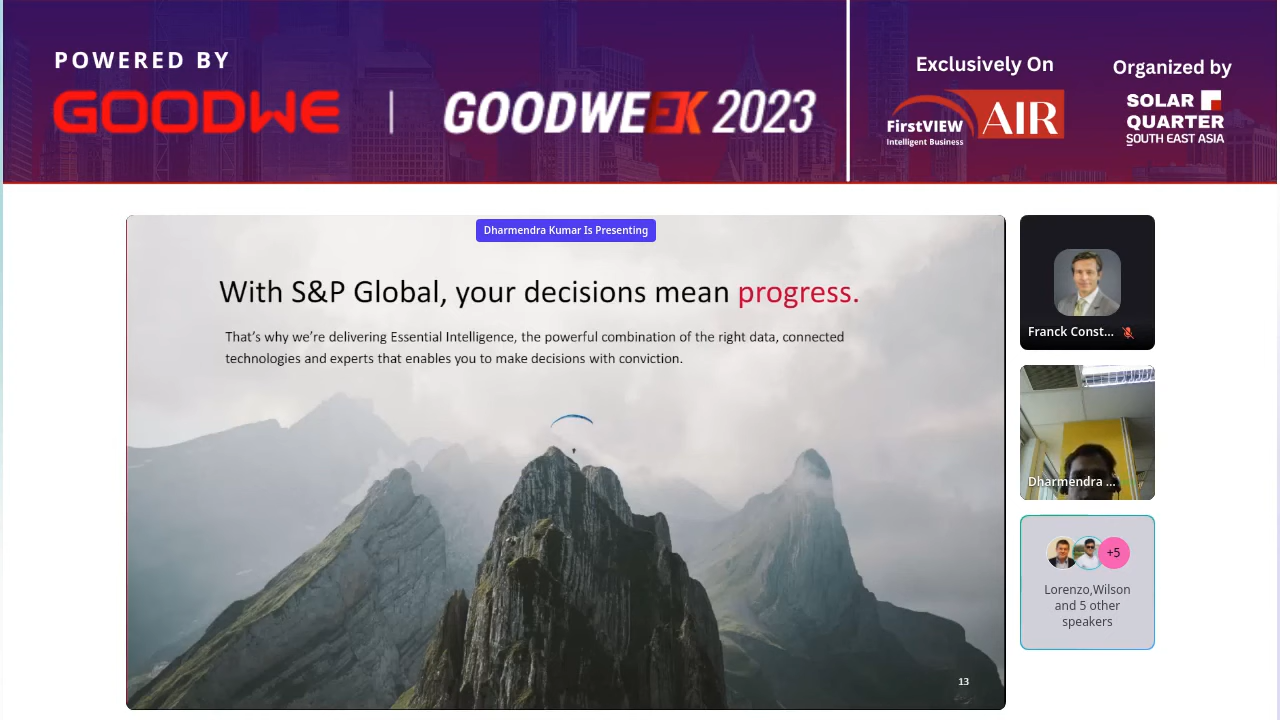 POWERED BY
GOODWE
GOODWEEK 2023
Exclusively On
FirstVIEW
Intelligent Business
AIR
Organized by
SOLAR
QUARTER
SOUTH EAST ASIA
Dharmendra Kumar Is Presenting
With S&P Global, your decisions mean progress.
That's why we're delivering Essential Intelligence, the powerful combination of the right data, connected
technologies and experts that enables you to make decisions with conviction.
13
Franck Const...
Dharmendra ...
+5
Lorenzo,Wilson
and 5 other
speakers